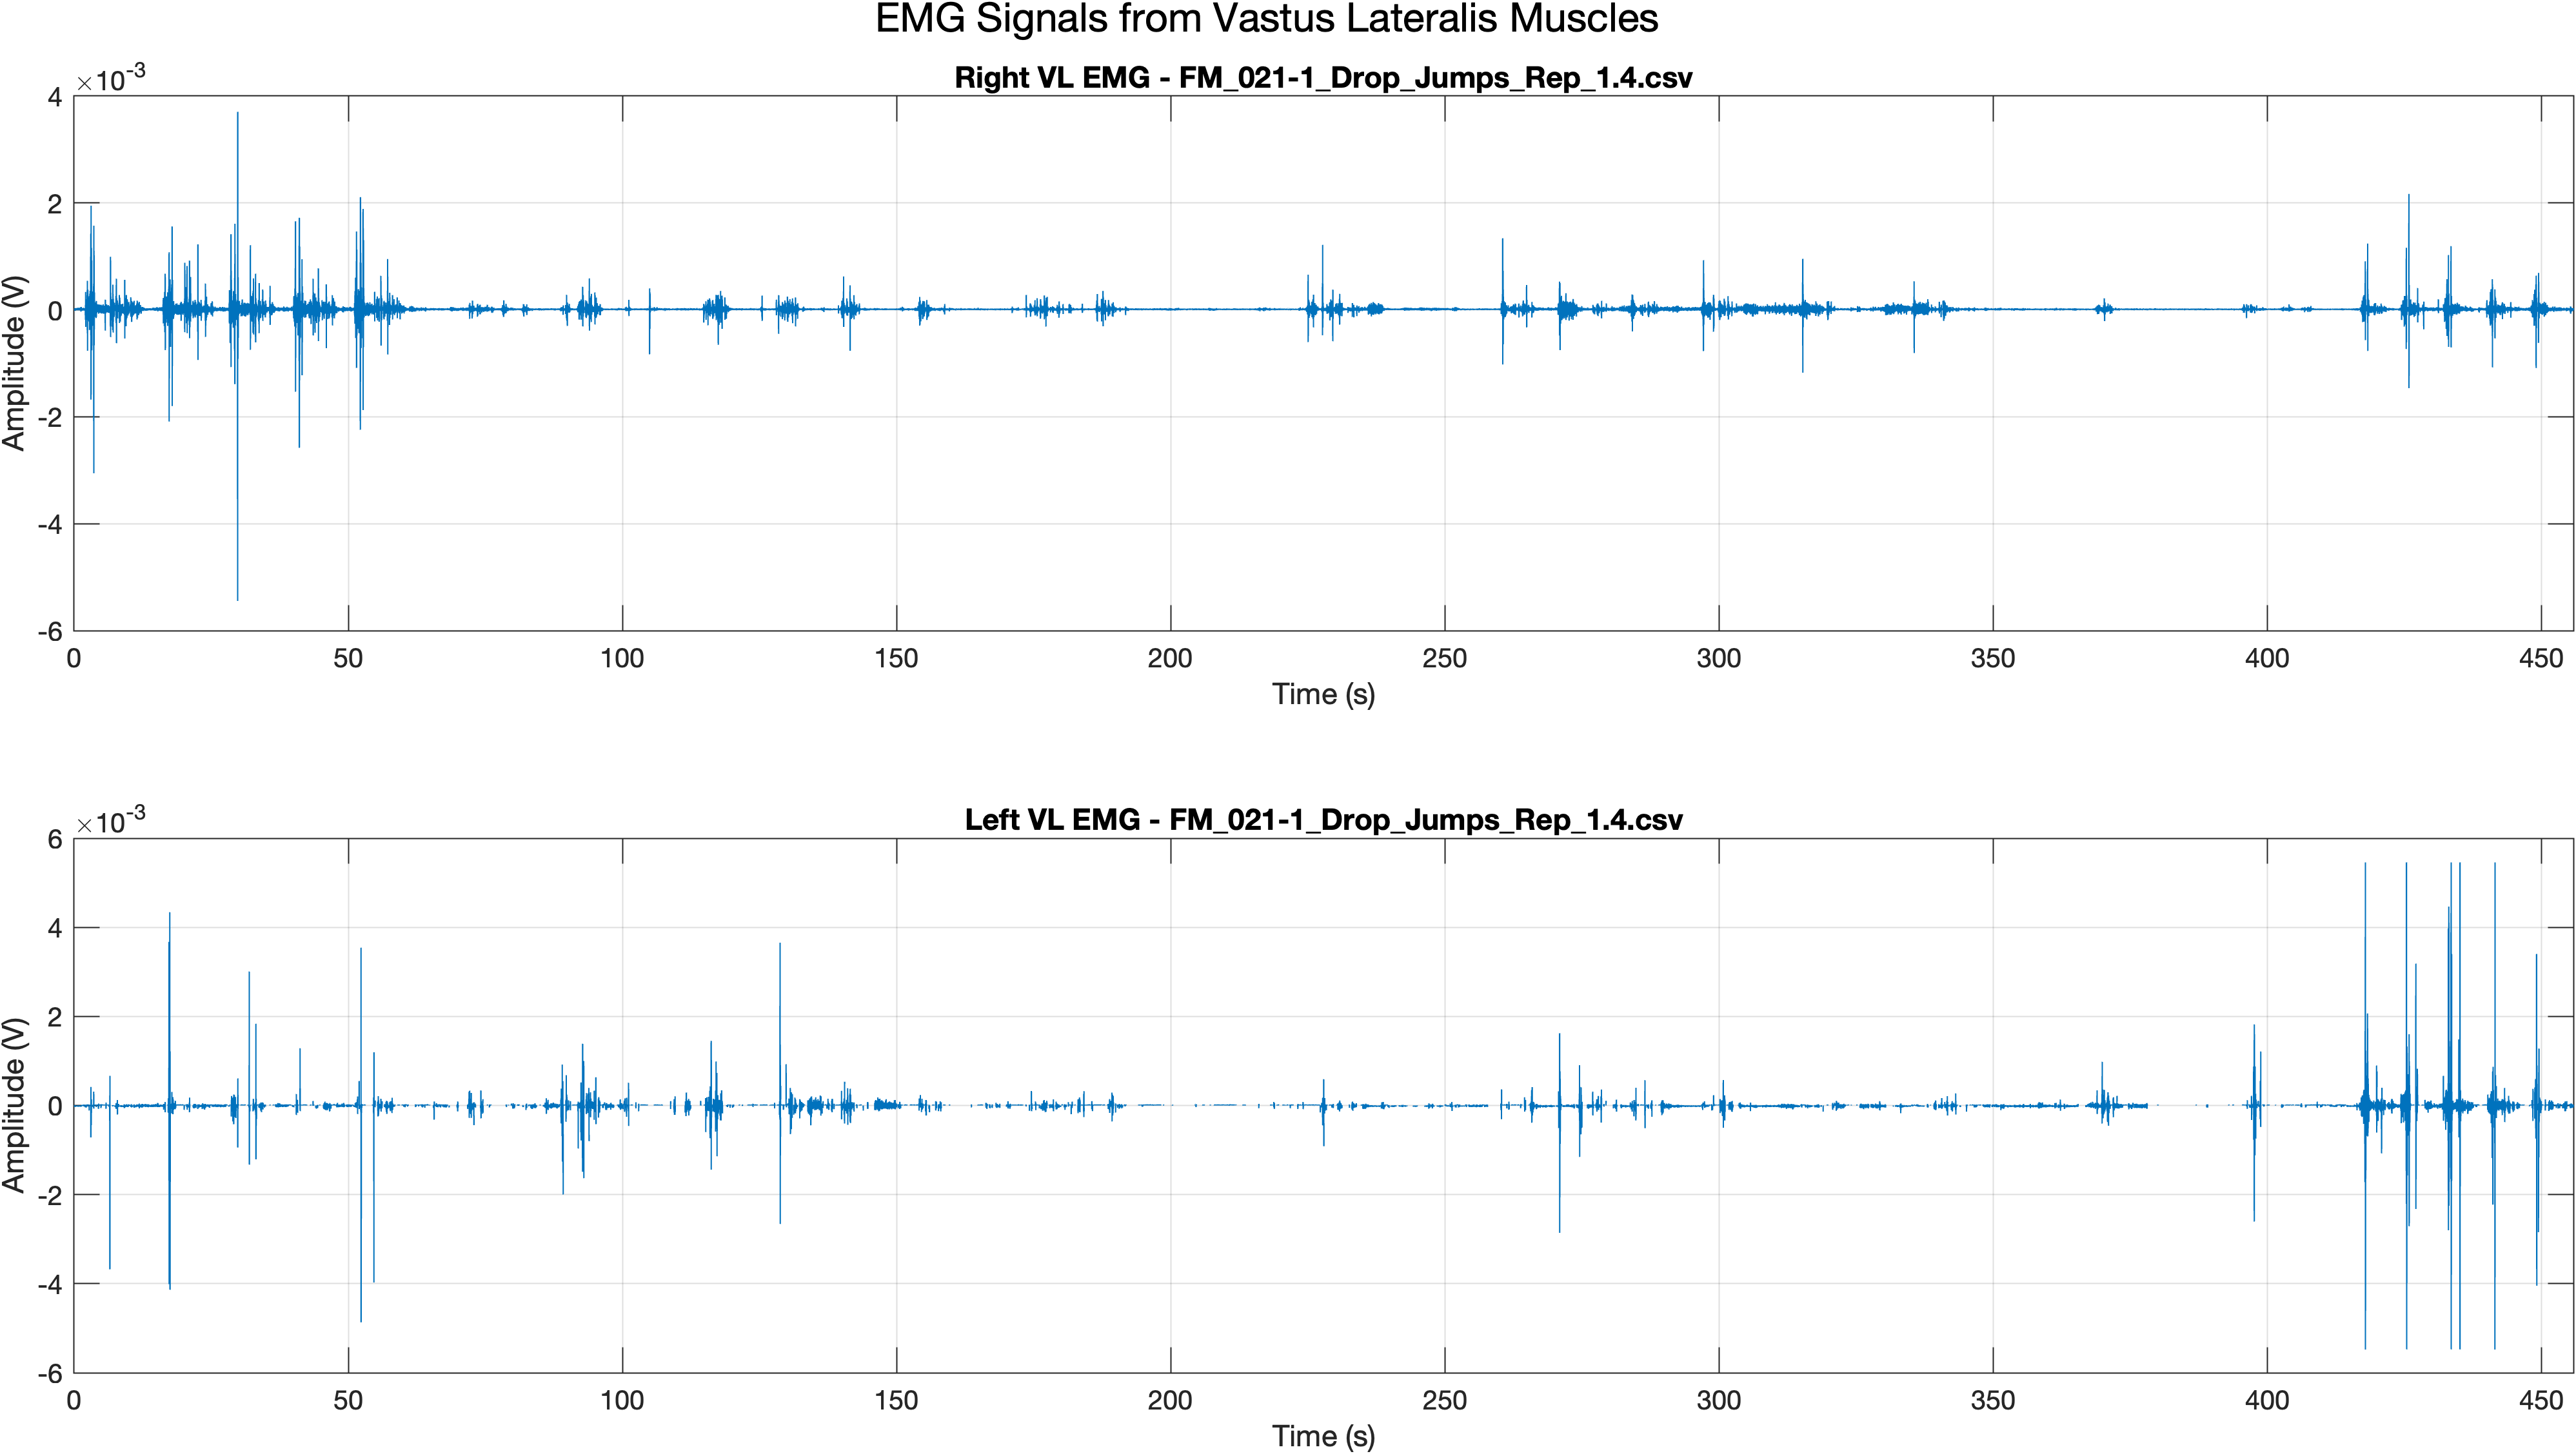 EMG Signals from Vastus Lateralis Muscles
×10-3
Right VL EMG - FM_021-1_Drop_Jumps_Rep_1.4.csv
4
2
0
-2
-4
-6
Amplitude (V)
0 50 100 150 200 250 300 350 400 450
Time (s)
×10-3
Left VL EMG - FM_021-1_Drop_Jumps_Rep_1.4.csv
6
4
2
0
-2
-4
-6
Amplitude (V)
0 50 100 150 200 250 300 350 400 450
Time (s)